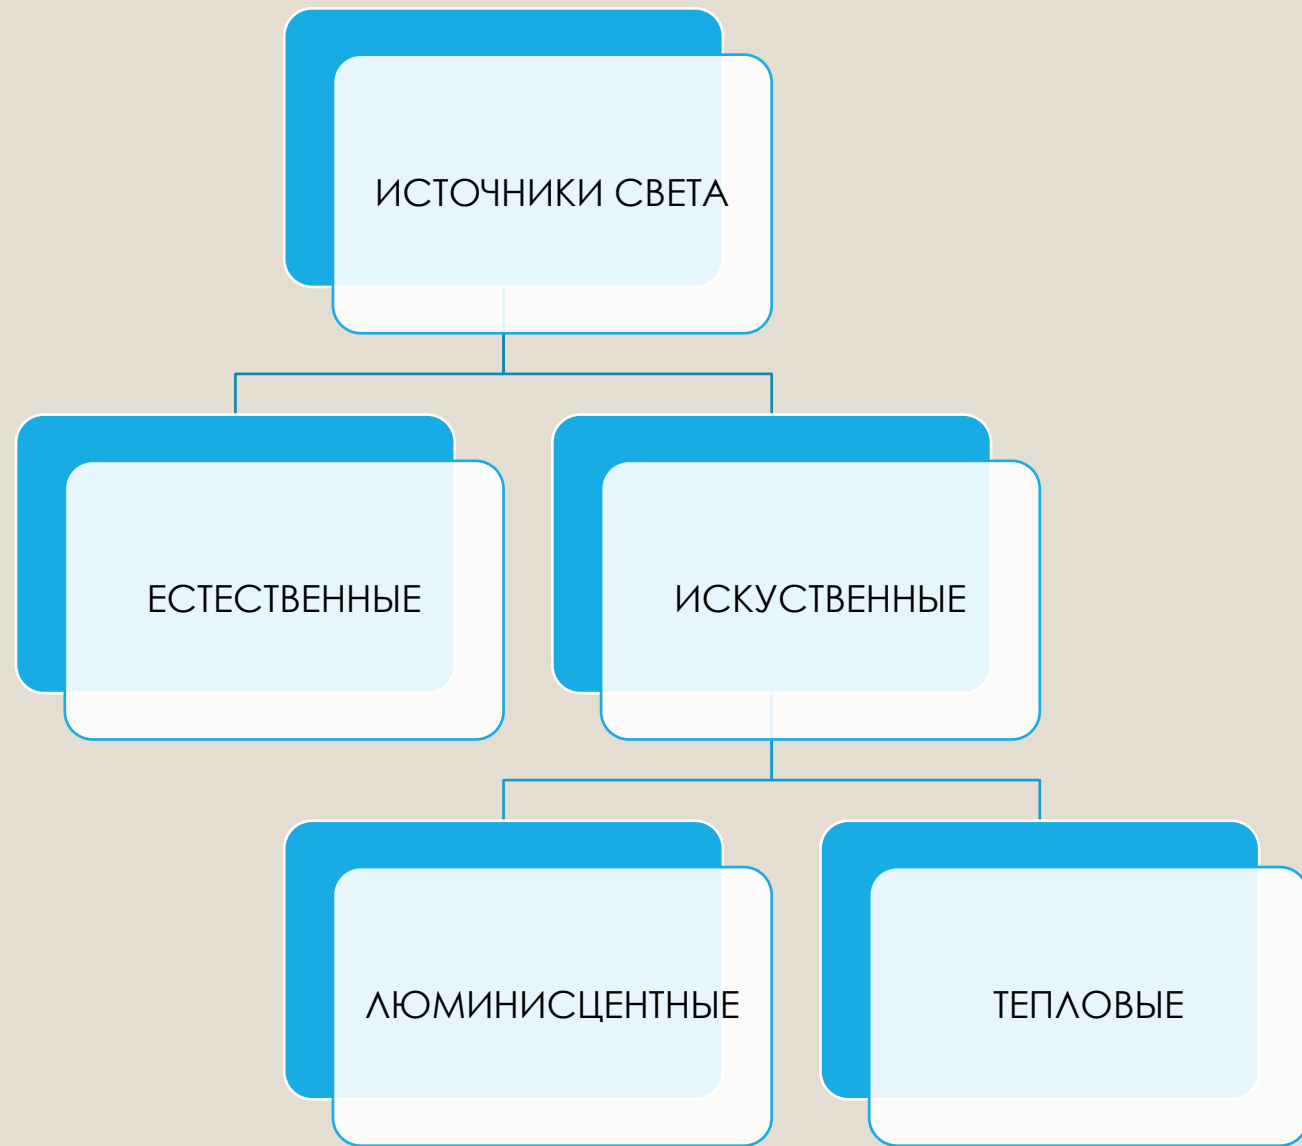 ИСТОЧНИКИ СВЕТА
ЕСТЕСТВЕННЫЕ
ИСКУСТВЕННЫЕ
ЛЮМИНИСЦЕНТНЫЕ
ТЕПЛОВЫЕ